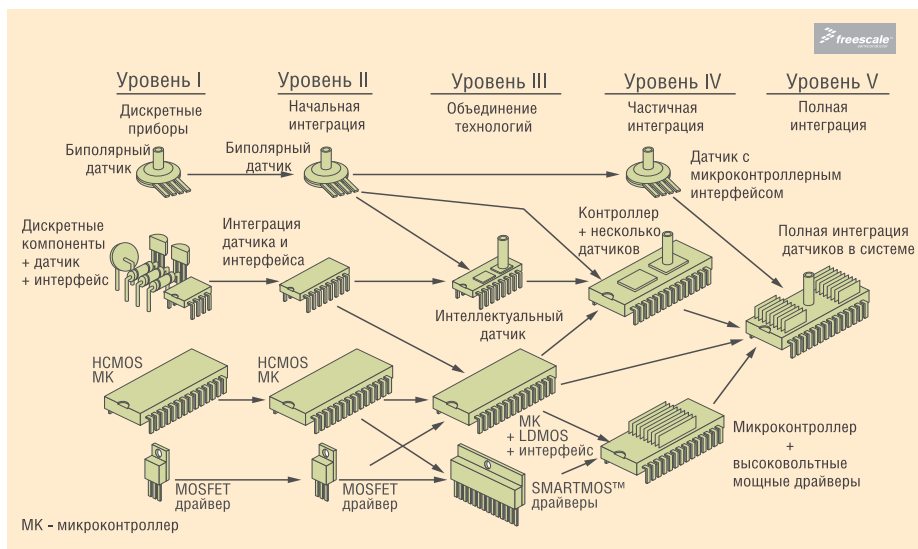 freescale
Уровень I
Уровень II
Уровень III
Уровень IV
Уровень V
Дискретные
приборы
Начальная
интеграция
Объединение
технологий
Частичная
интеграция
Полная
интеграция
Биполярный
датчик
Биполярный
датчик
Датчик с
микроконтроллерным
интерфейсом
Дискретные
компоненты
+ датчик
+ интерфейс
Интеграция
датчика и
интерфейса
Контроллер
+ несколько
датчиков
Полная интеграция
датчиков в системе
Интеллектуальный
датчик
HCMOS
МК
HCMOS
МК
МК
+ LDMOS
+ интерфейс
Микроконтроллер
+
высоковольтные
мощные драйверы
MOSFET
драйвер
MOSFET
драйвер
SMARTMOS™
драйверы
МК - микроконтроллер